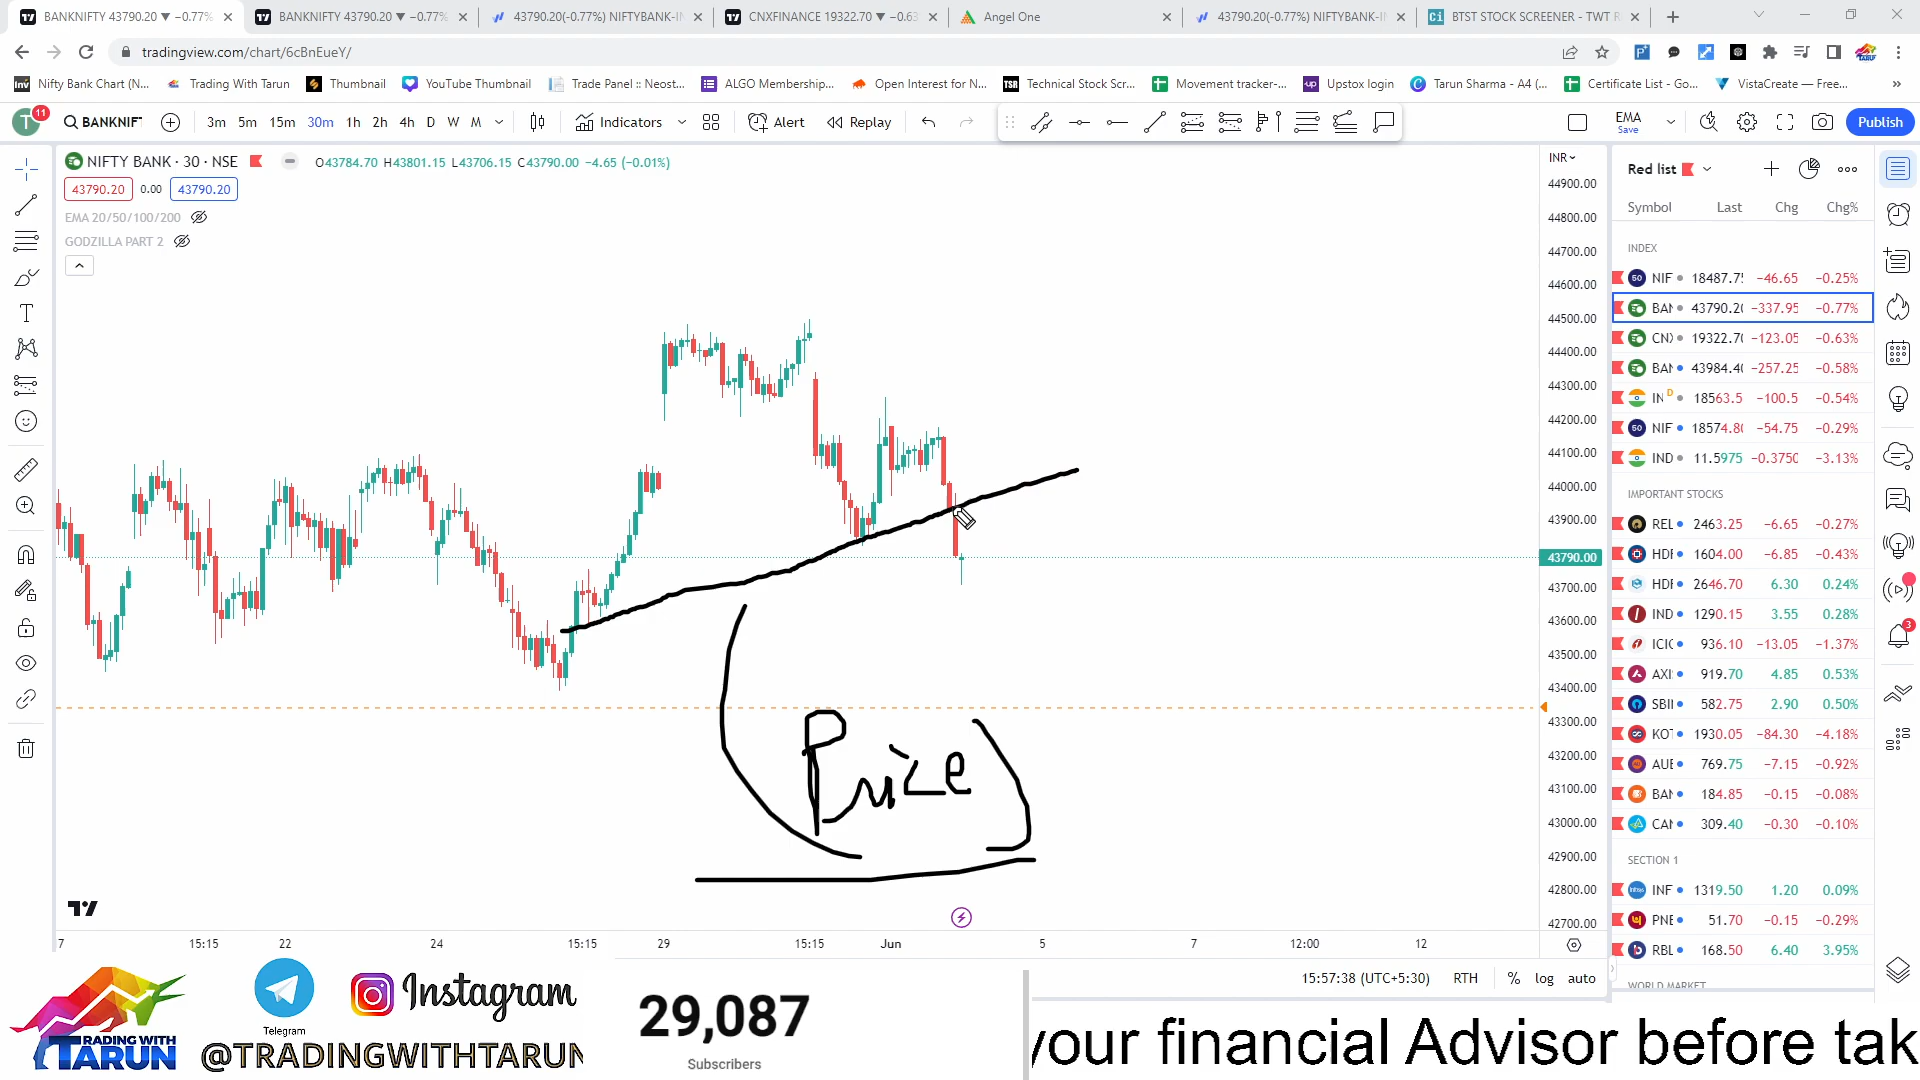 BANKNIFTY 43790.20 ▼ −0.77%
BANKNIFTY 43790.20 ▼ −0.77%
43790.20(-0.77%) NIFTYBANK-I
CNXFINANCE 19322.70 ▼ −0.63
Angel One
43790.20(-0.77%) NIFTYBANK-I
BTST STOCK SCREENER - TWT
tradingview.com/chart/6cBnEueY/
Nifty Bank Chart (N...
Trading With Tarun
Thumbnail
YouTube Thumbnail
Trade Panel :: Neost...
ALGO Membership...
Open Interest for N...
Technical Stock Scr...
Movement tracker-...
Upstox login
Tarun Sharma - A4 (...
Certificate List - Go...
VistaCreate — Free...
T 11 BANKNIF 3m 5m 15m 30m 1h 2h 4h D W M Indicators Alert Replay EMA Save Publish
NIFTY BANK · 30 · NSE O43784.70 H43801.15 L43706.15 C43790.00 −4.65 (−0.01%)
43790.20 0.00 43790.20
EMA 20/50/100/200
GODZILLA PART 2
INR
44900.00
44800.00
44700.00
44600.00
44500.00
44400.00
44300.00
44200.00
44100.00
44000.00
43900.00
43790.00
43700.00
43600.00
43500.00
43400.00
43300.00
43200.00
43100.00
43000.00
42900.00
42800.00
42700.00
Price
7 15:15 22 24 15:15 29 15:15 Jun 5 7 12:00 12
15:57:38 (UTC+5:30) RTH % log auto
Red list
Symbol Last Chg Chg%
INDEX
NIF 18487.75 −46.65 −0.25%
BAN 43790.20 −337.95 −0.77%
CNX 19322.70 −123.05 −0.63%
BAN 43984.40 −257.25 −0.58%
IN D 18563.5 −100.5 −0.54%
NIF 18574.80 −54.75 −0.29%
IND 11.5975 −0.3750 −3.13%
IMPORTANT STOCKS
REL 2463.25 −6.65 −0.27%
HDF 1604.00 −6.85 −0.43%
HDF 2646.70 6.30 0.24%
IND 1290.15 3.55 0.28%
ICIC 936.10 −13.05 −1.37%
AXI 919.70 4.85 0.53%
SBI 582.75 2.90 0.50%
KOT 1930.05 −84.30 −4.18%
AUB 769.75 −7.15 −0.92%
BAN 184.85 −0.15 −0.08%
CAN 309.40 −0.30 −0.10%
SECTION 1
INF 1319.50 1.20 0.09%
PNB 51.70 −0.15 −0.29%
RBL 168.50 6.40 3.95%
WORLD MARKET
3
TRADING WITH
TARUN
Telegram
Instagram
@TRADINGWITHTARUN
29,087
Subscribers
your financial Advisor before tak